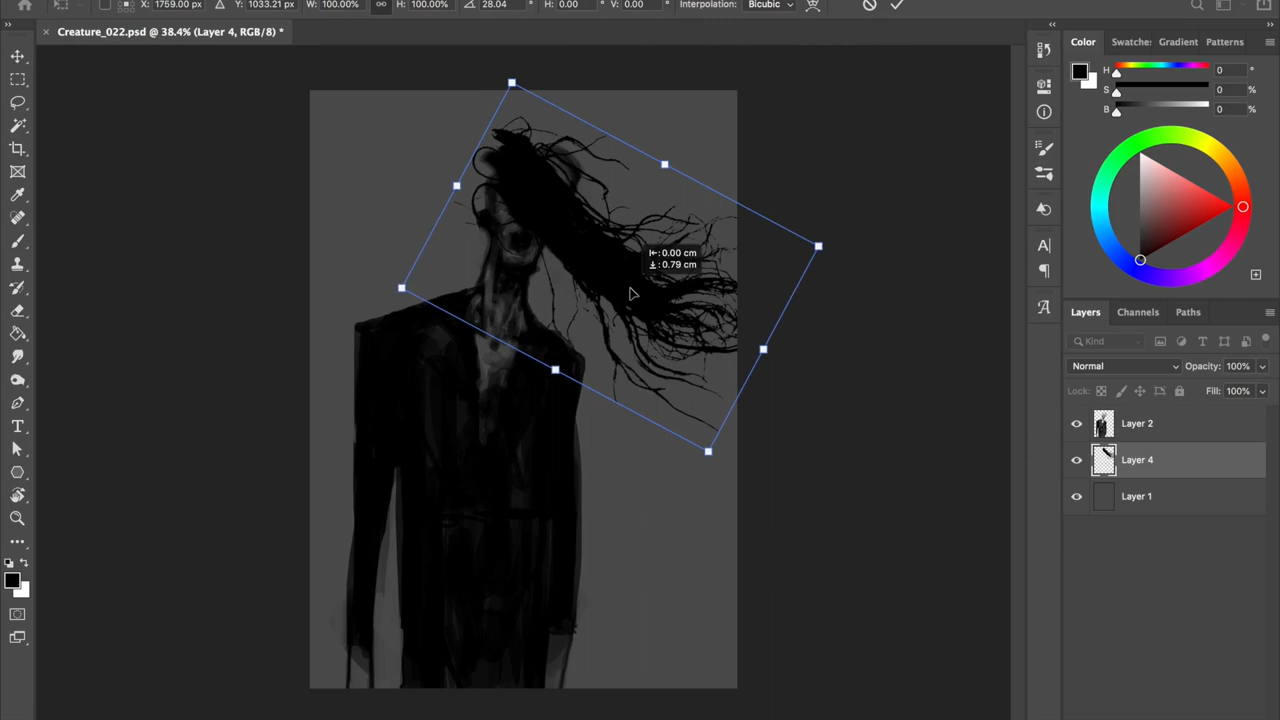 X: 1759.00 px Y: 1033.21 px W: 100.00% H: 100.00% 28.04 ° H: 0.00 ° V: 0.00 ° Interpolation: Bicubic
Creature_022.psd @ 38.4% (Layer 4, RGB/8) *
Color Swatches Gradient Patterns
H 0 °
S 0 %
B 0 %
0.00 cm
0.79 cm
Layers Channels Paths
Kind
Normal Opacity: 100%
Lock: Fill: 100%
Layer 2
Layer 4
Layer 1